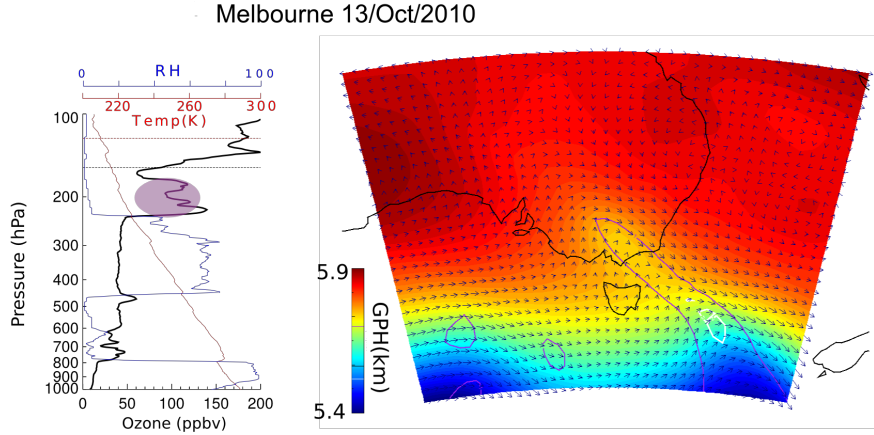 Melbourne 13/Oct/2010
0 RH 100
220 260 300
Temp(K)
100
200
300
400
500
600
700
800
900
1000
Pressure (hPa)
0 50 100 150 200
Ozone (ppbv)
5.9
GPH(km)
5.4